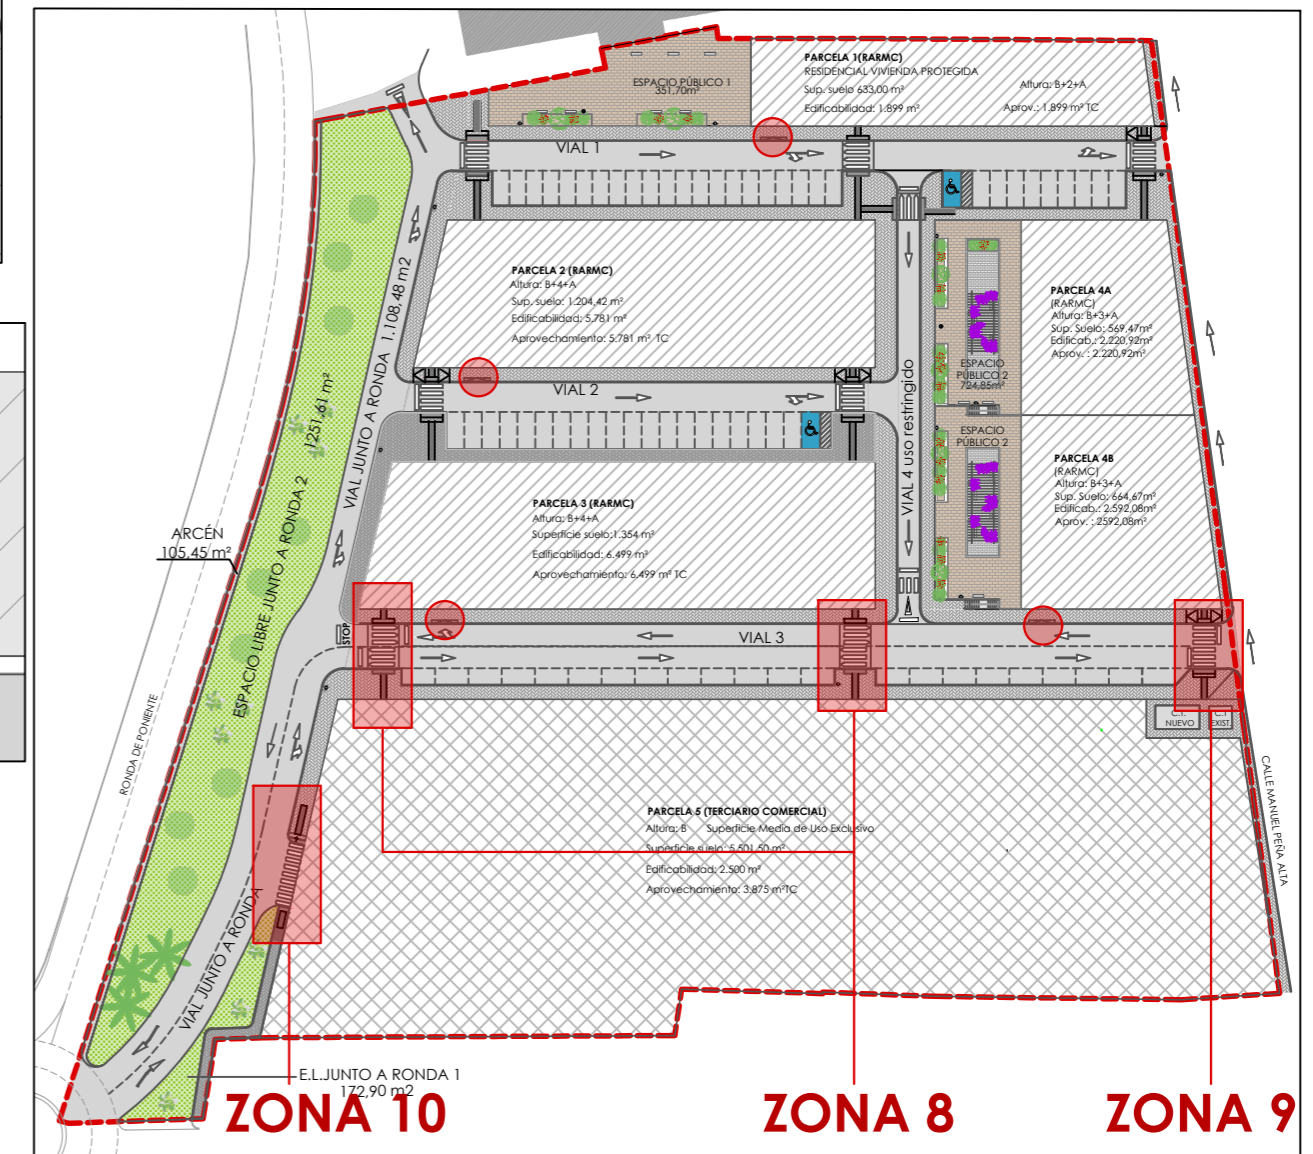 ESPACIO PÚBLICO 1
351,70m²
PARCELA 1(RARMC)
RESIDENCIAL VIVIENDA PROTEGIDA
Sup. suelo 633,00 m²
Edificabilidad: 1.899 m²
Altura: B+2+A
Aprov.: 1.899 m² TC
VIAL 1
PARCELA 2 (RARMC)
Altura: B+4+A
Sup. suelo: 1.204,42 m²
Edificabilidad: 5.781 m²
Aprovechamiento: 5.781 m² TC
VIAL JUNTO A RONDA 1.108,48 m2
VIAL 2
VIAL 4 uso restringido
ESPACIO
PÚBLICO 2
724,85m²
PARCELA 4A
(RARMC)
Altura: B+3+A
Sup. Suelo: 569,47m²
Edificab.: 2.220,92m²
Aprov. : 2.220,92m²
ESPACIO
PÚBLICO 2
PARCELA 4B
(RARMC)
Altura: B+3+A
Sup. Suelo: 664,67m²
Edificab.: 2.592,08m²
Aprov. : 2592,08m²
PARCELA 3 (RARMC)
Altura: B+4+A
Superficie suelo:1.354 m²
Edificabilidad: 6.499 m²
Aprovechamiento: 6.499 m² TC
ARCÉN
105,45 m²
ESPACIO LIBRE JUNTO A RONDA 2
1251,61 m²
STOP
VIAL 3
RONDA DE PONIENTE
C.T.
NUEVO
C.T
EXIST.
CALLE MANUEL PEÑA ALTA
PARCELA 5 (TERCIARIO COMERCIAL)
Altura: B Superficie Media de Uso Exclusivo
Superficie suelo: 5.501,50 m²
Edificabilidad: 2.500 m²
Aprovechamiento: 3.875 m²TC
VIAL JUNTO A RONDA
E.L.JUNTO A RONDA 1
172,90 m2
ZONA 10
ZONA 8
ZONA 9